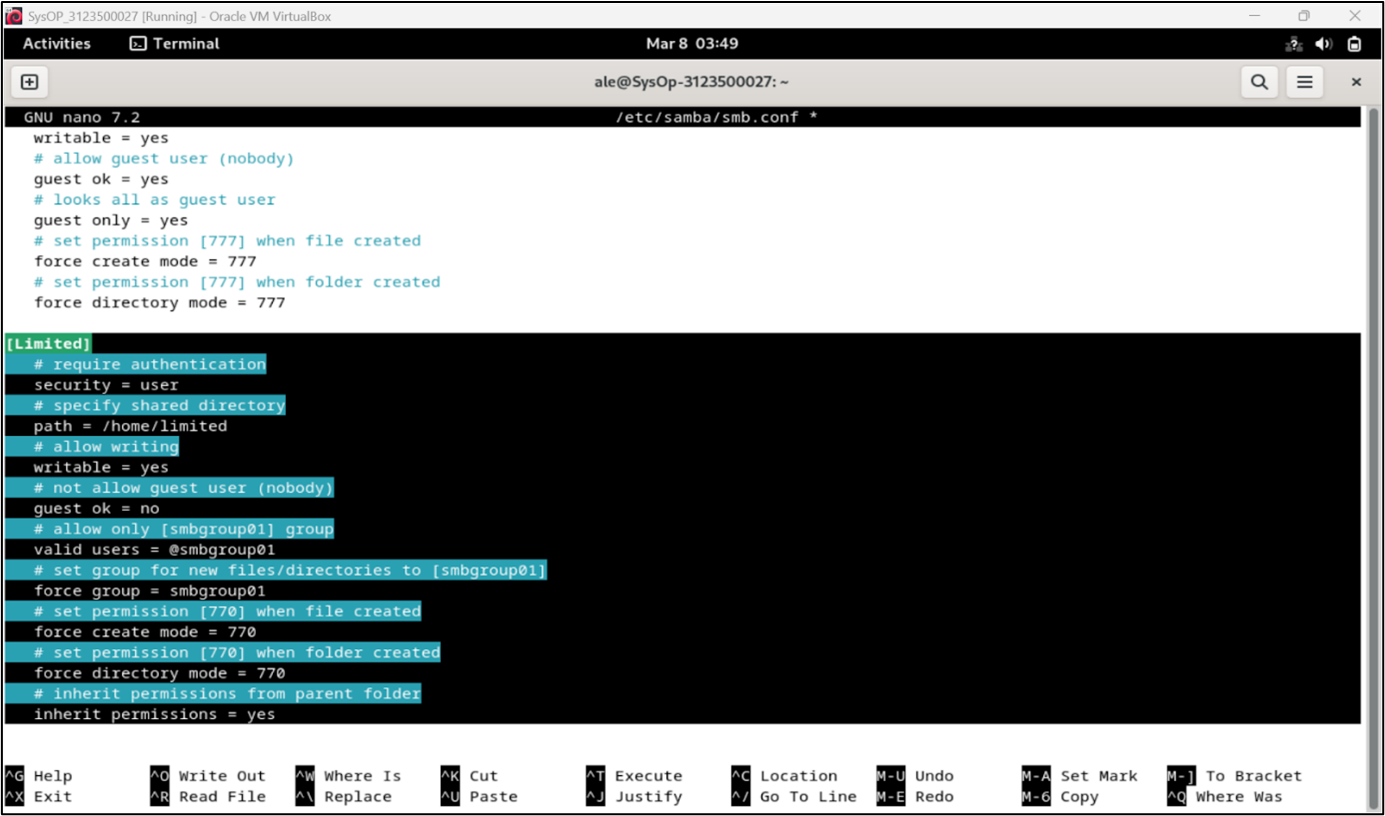 SysOP_3123500027 [Running] - Oracle VM VirtualBox
Activities Terminal Mar 8 03:49
ale@SysOp-3123500027: ~
GNU nano 7.2 /etc/samba/smb.conf *
writable = yes
# allow guest user (nobody)
guest ok = yes
# looks all as guest user
guest only = yes
# set permission [777] when file created
force create mode = 777
# set permission [777] when folder created
force directory mode = 777
[Limited]
# require authentication
security = user
# specify shared directory
path = /home/limited
# allow writing
writable = yes
# not allow guest user (nobody)
guest ok = no
# allow only [smbgroup01] group
valid users = @smbgroup01
# set group for new files/directories to [smbgroup01]
force group = smbgroup01
# set permission [770] when file created
force create mode = 770
# set permission [770] when folder created
force directory mode = 770
# inherit permissions from parent folder
inherit permissions = yes
^G Help ^O Write Out ^W Where Is ^K Cut ^T Execute ^C Location M-U Undo M-A Set Mark M-] To Bracket
^X Exit ^R Read File ^\ Replace ^U Paste ^J Justify ^/ Go To Line M-E Redo M-6 Copy ^Q Where Was